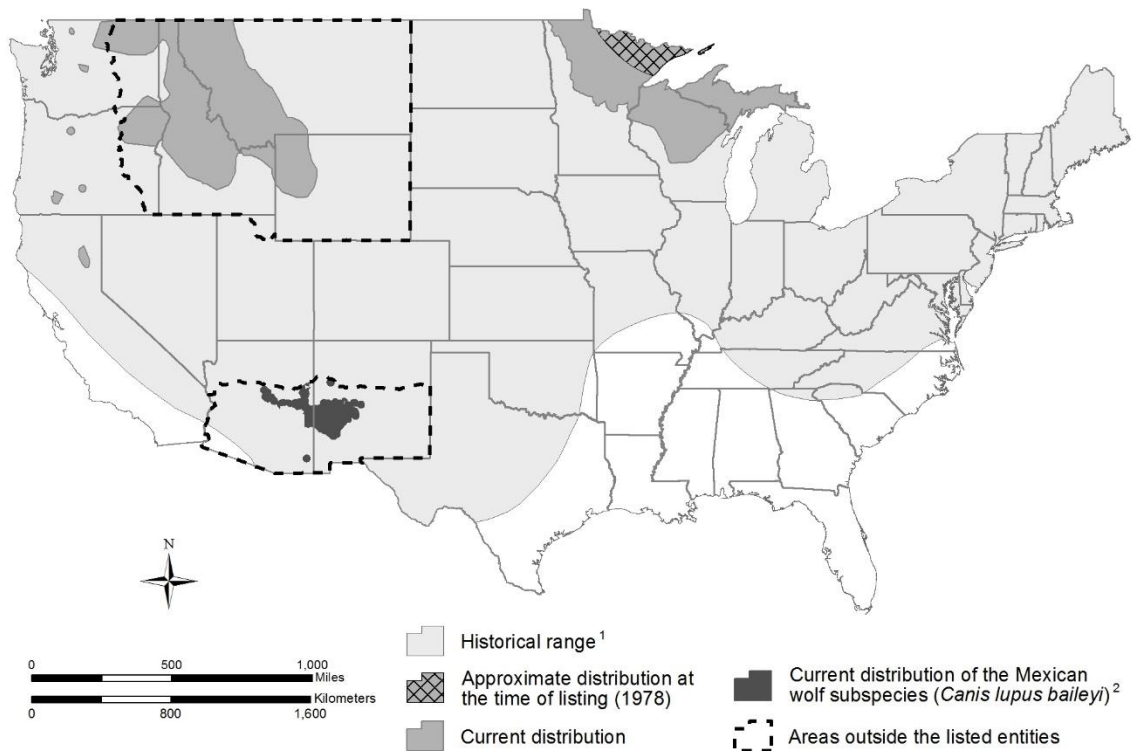 N
0 500 1,000
Miles
Kilometers
0 800 1,600
Historical range 1
Approximate distribution at
the time of listing (1978)
Current distribution
Current distribution of the Mexican
wolf subspecies (Canis lupus baileyi) 2
Areas outside the listed entities